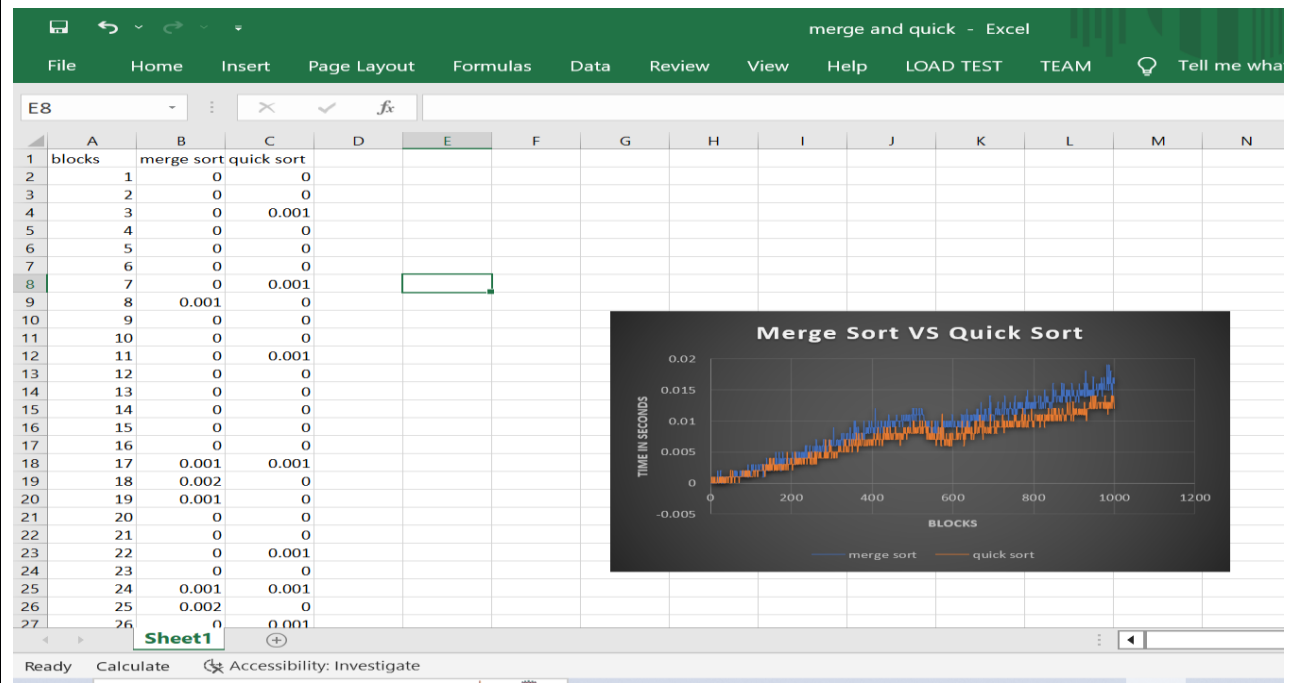 merge and quick - Excel
File Home Insert Page Layout Formulas Data Review View Help LOAD TEST TEAM Tell me wha
E8 fx
A B C D E F G H I J K L M N
1 blocks merge sort quick sort
2 1 0 0
3 2 0 0
4 3 0 0.001
5 4 0 0
6 5 0 0
7 6 0 0
8 7 0 0.001
9 8 0.001 0
10 9 0 0
11 10 0 0
12 11 0 0.001
13 12 0 0
14 13 0 0
15 14 0 0
16 15 0 0
17 16 0 0
18 17 0.001 0.001
19 18 0.002 0
20 19 0.001 0
21 20 0 0
22 21 0 0
23 22 0 0.001
24 23 0 0
25 24 0.001 0.001
26 25 0.002 0
27 26 0 0.001
Merge Sort VS Quick Sort
TIME IN SECONDS
0.02
0.015
0.01
0.005
0
-0.005
0 200 400 600 800 1000 1200
BLOCKS
merge sort quick sort
Sheet1
Ready Calculate Accessibility: Investigate